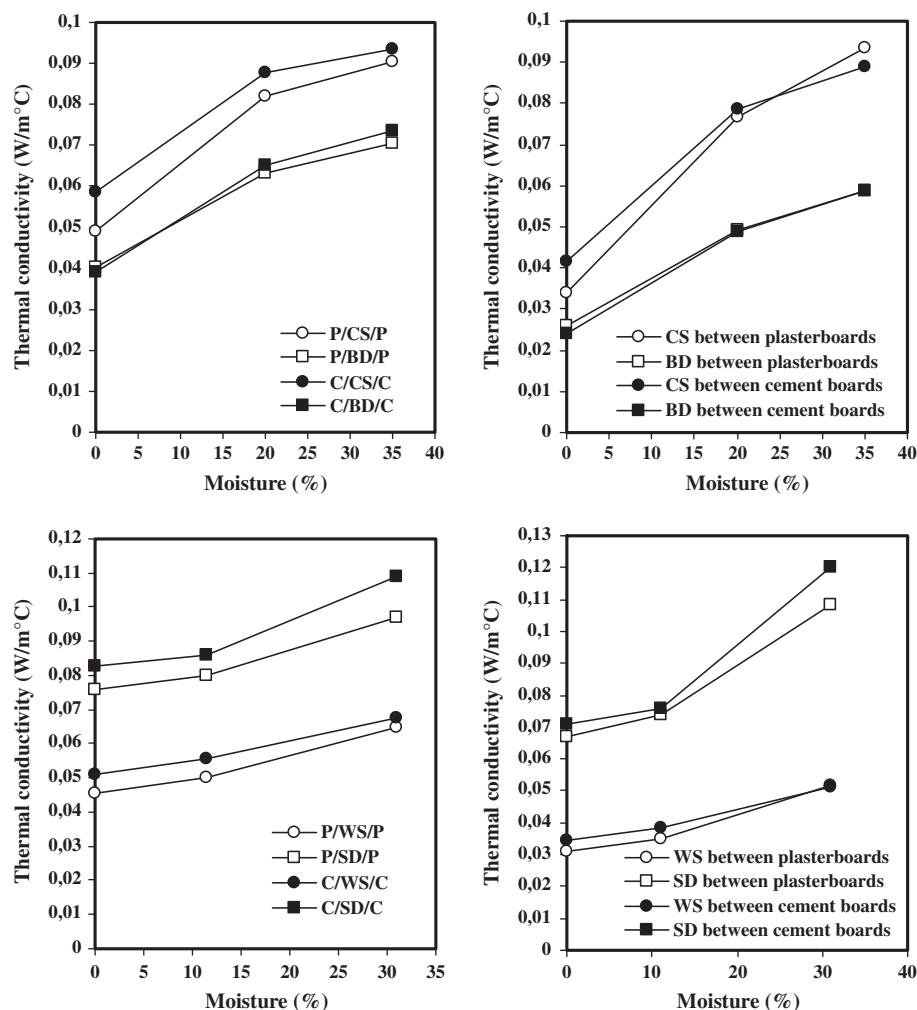 0,1
0,09
0,08
0,07
0,06
0,05
0,04
0,03
0,02
0,01
0
Thermal conductivity (W/m°C)
P/CS/P
P/BD/P
C/CS/C
C/BD/C
0 5 10 15 20 25 30 35 40
Moisture (%)
0,1
0,09
0,08
0,07
0,06
0,05
0,04
0,03
0,02
0,01
0
Thermal conductivity (W/m°C)
CS between plasterboards
BD between plasterboards
CS between cement boards
BD between cement boards
0 5 10 15 20 25 30 35 40
Moisture (%)
0,12
0,11
0,1
0,09
0,08
0,07
0,06
0,05
0,04
0,03
0,02
0,01
0
Thermal conductivity (W/m°C)
P/WS/P
P/SD/P
C/WS/C
C/SD/C
0 5 10 15 20 25 30 35
Moisture (%)
0,13
0,12
0,11
0,1
0,09
0,08
0,07
0,06
0,05
0,04
0,03
0,02
0,01
0
Thermal conductivity (W/m°C)
WS between plasterboards
SD between plasterboards
WS between cement boards
SD between cement boards
0 10 20 30 40
Moisture (%)